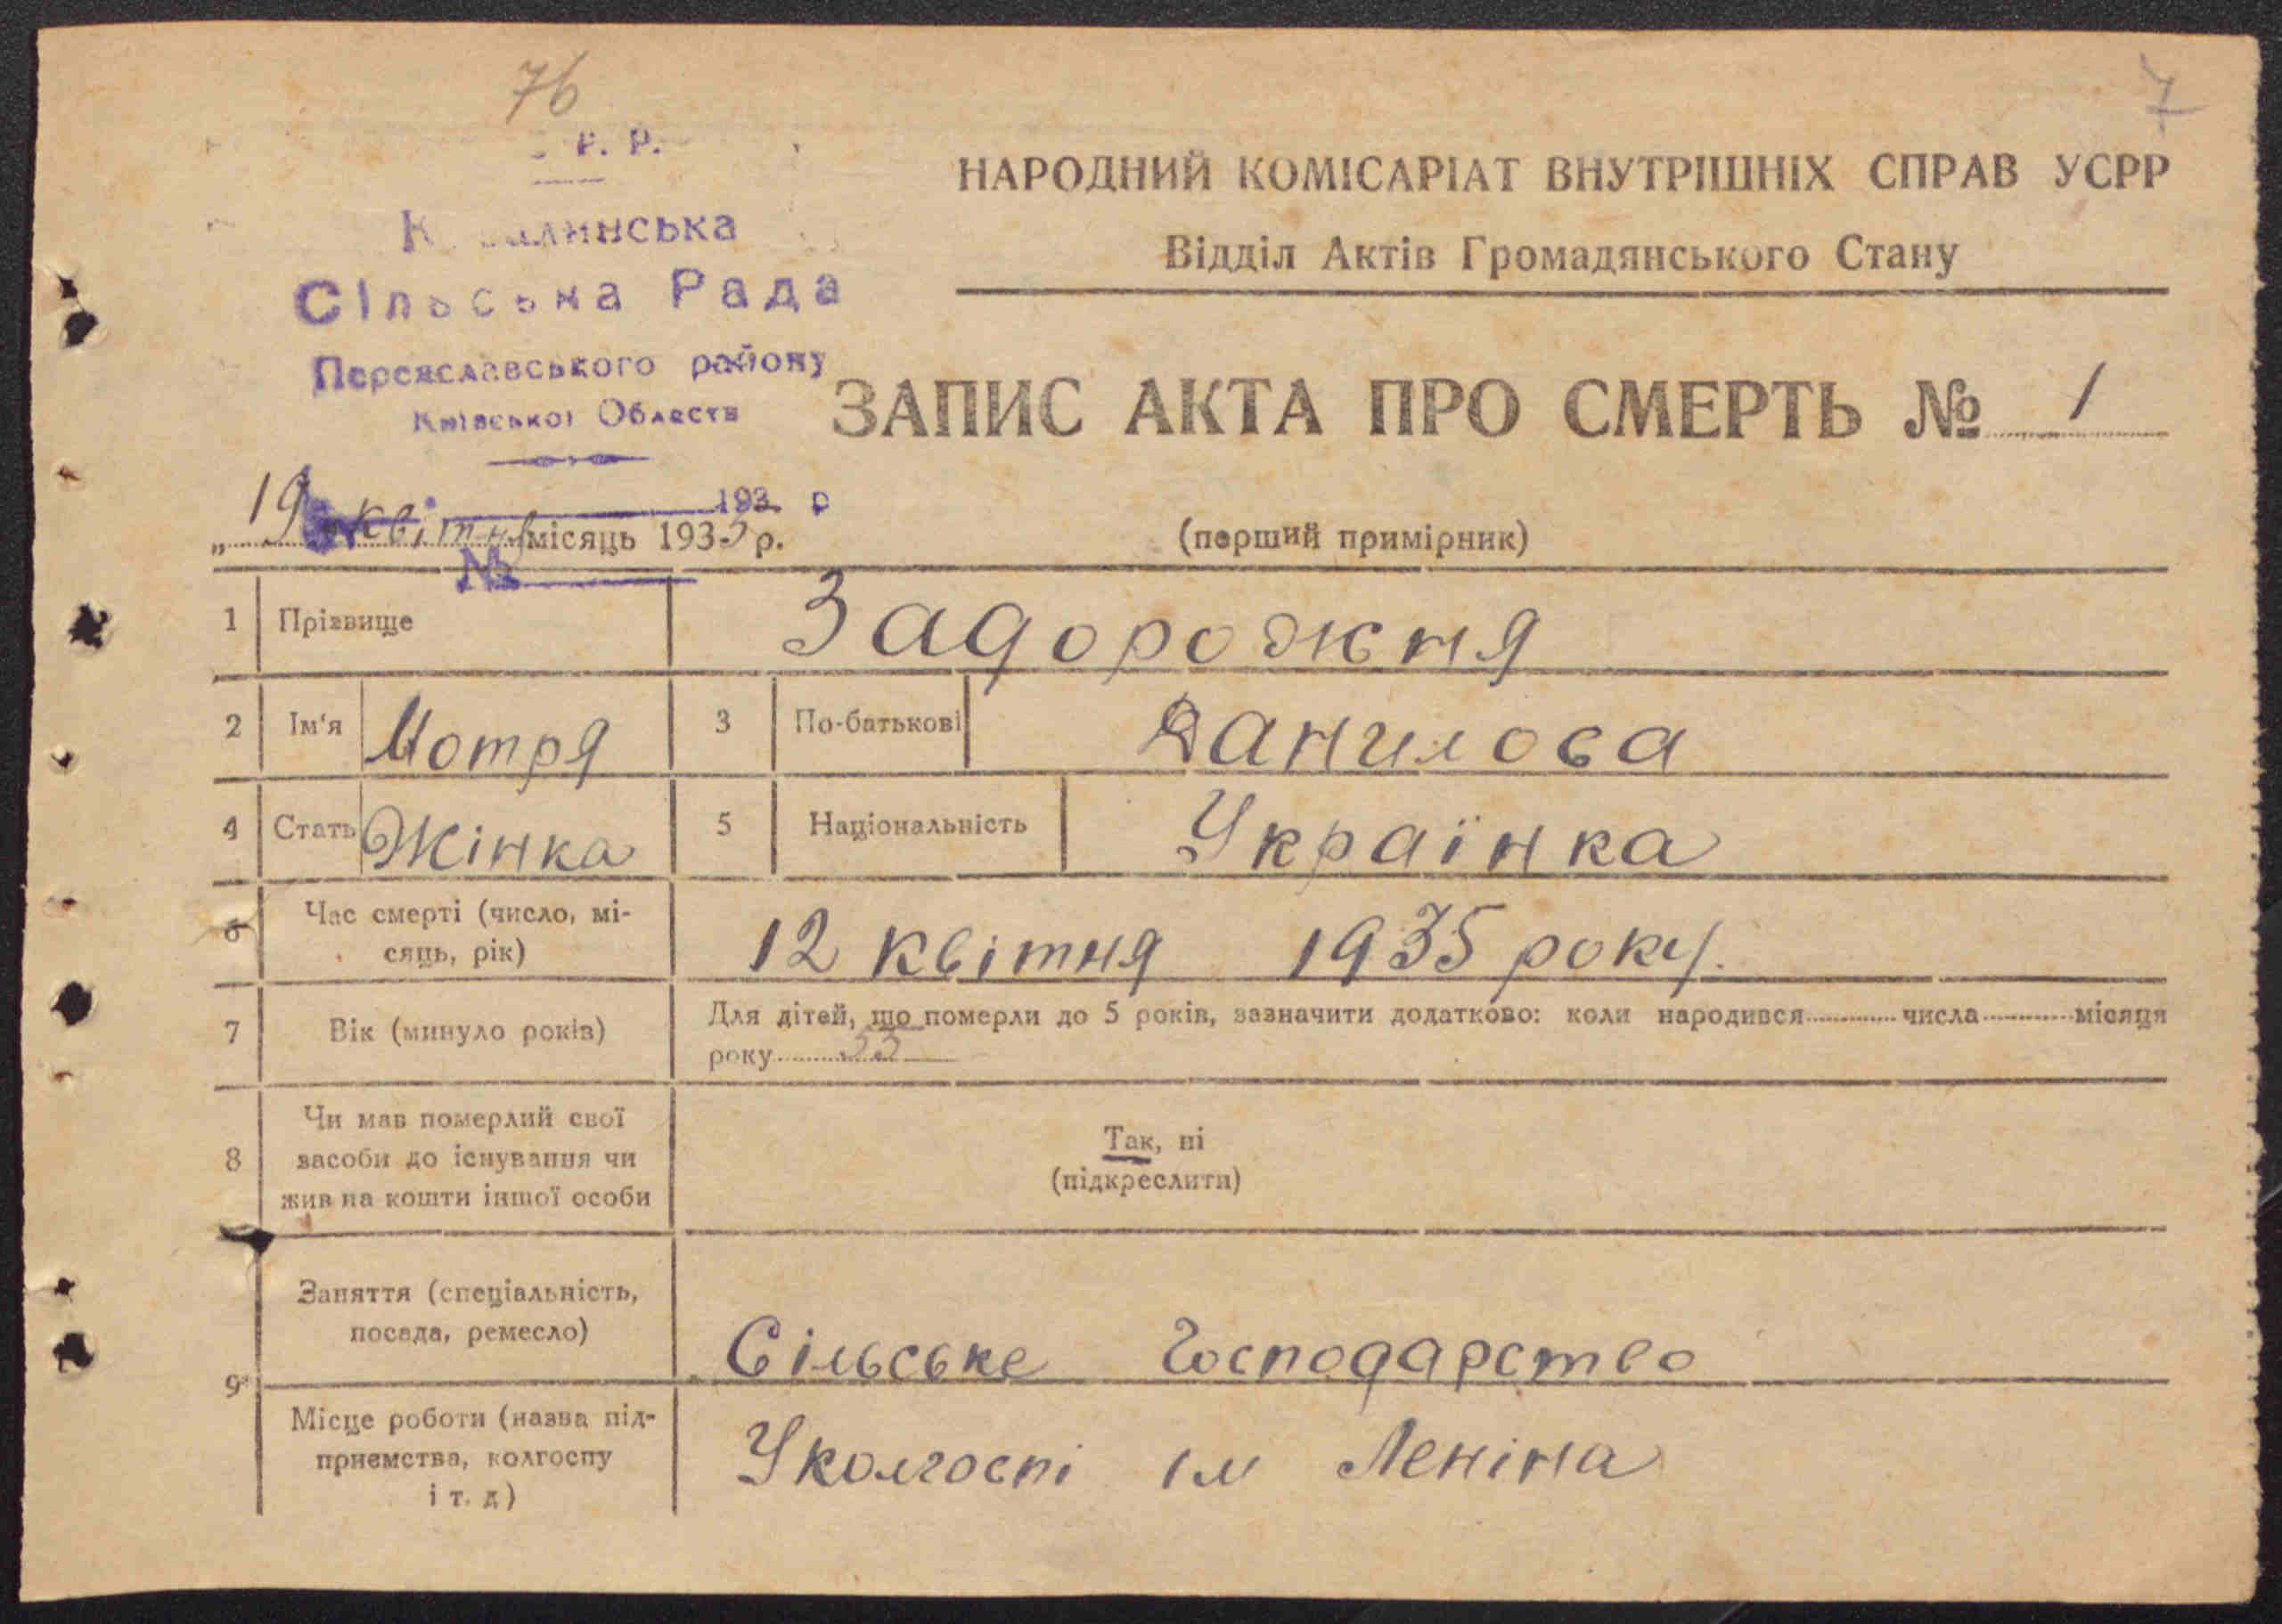 76
7
Р. Р.
Сільська Рада
Переяславського району
Київської Області
193 р
№
НАРОДНИЙ КОМІСАРІАТ ВНУТРІШНІХ СПРАВ УСРР
Відділ Актів Громадянського Стану
ЗАПИС АКТА ПРО СМЕРТЬ № 1
„ 19 квітня місяць 1935 р.
(перший примірник)
1 Прізвище Задорожня
2 Ім'я Мотря 3 По-батькові Данилова
4 Стать Жінка 5 Національність Українка
6 Час смерті (число, мі-
сяць, рік) 12 квітня 1935 року.
7 Вік (минуло років) Для дітей, що померли до 5 років, зазначити додатково: коли народився числа місяця
року
8 Чи мав померлий свої
засоби до існування чи
жив на кошти іншої особи
Так, ні
(підкреслити)
9 Заняття (спеціальність,
посада, ремесло) Сільське Господарство
Місце роботи (назва під-
приємства, колгоспу
і т. д) У колгоспі ім Леніна